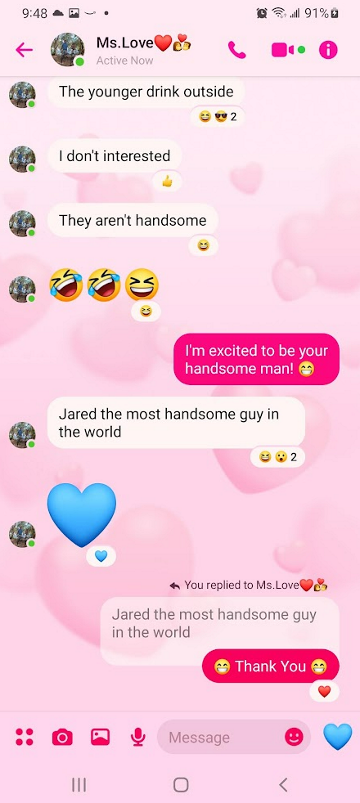 9:48
91%
Ms.Love❤️💑
Active Now
The younger drink outside
😂 😎 2
I don't interested
👍
They aren't handsome
😆
🤣 🤣 😆
😆
I'm excited to be your
handsome man! 😁
Jared the most handsome guy in
the world
😆 😮 2
💙
💙
You replied to Ms.Love❤️💑
Jared the most handsome guy
in the world
😁 Thank You 😁
❤️
Message